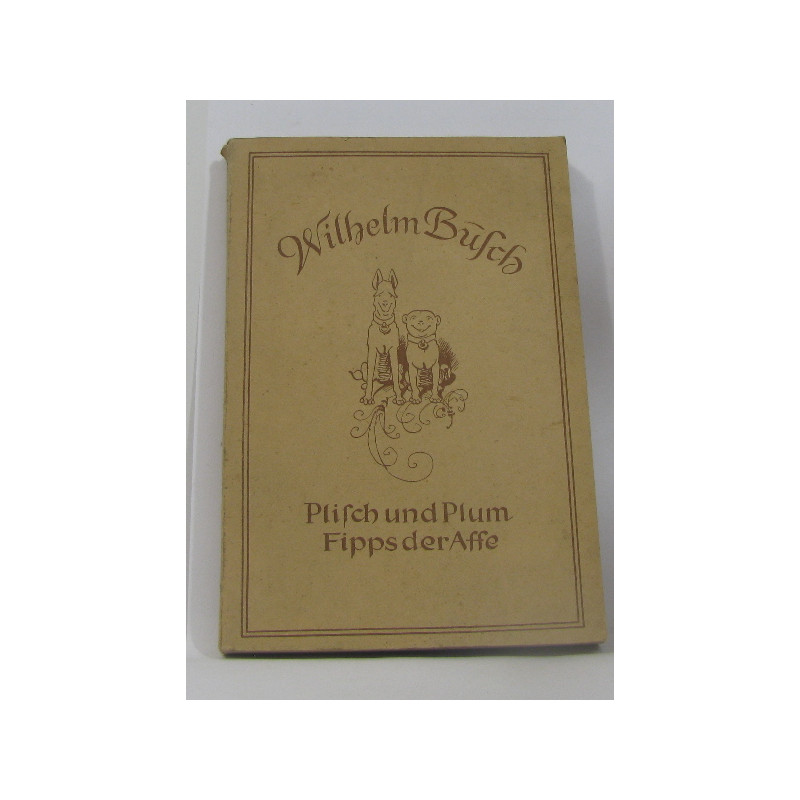 Wilhelm Buſch
Pliſch und Plum
Fipps der Affe